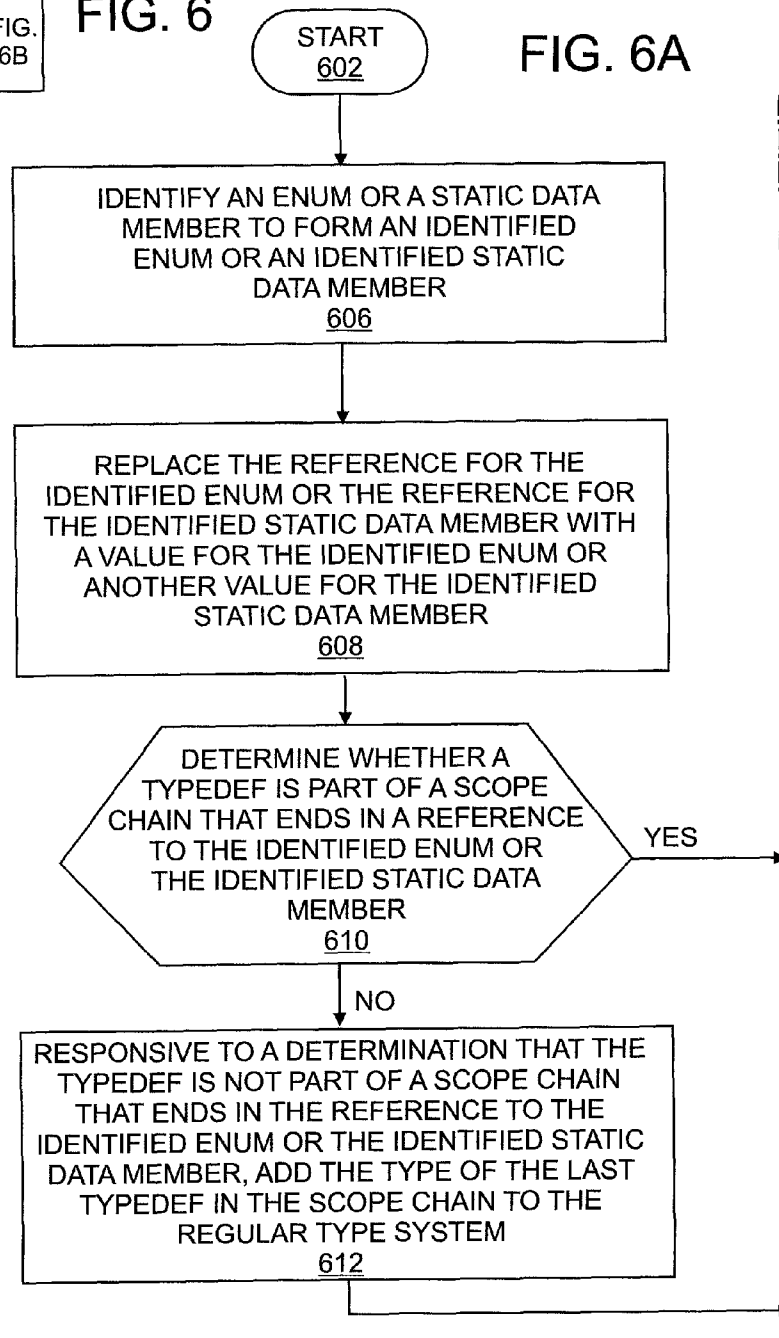 FIG.
6B
FIG. 6
FIG. 6A
START
602
IDENTIFY AN ENUM OR A STATIC DATA
MEMBER TO FORM AN IDENTIFIED
ENUM OR AN IDENTIFIED STATIC
DATA MEMBER
606
REPLACE THE REFERENCE FOR THE
IDENTIFIED ENUM OR THE REFERENCE FOR
THE IDENTIFIED STATIC DATA MEMBER WITH
A VALUE FOR THE IDENTIFIED ENUM OR
ANOTHER VALUE FOR THE IDENTIFIED
STATIC DATA MEMBER
608
DETERMINE WHETHER A
TYPEDEF IS PART OF A SCOPE
CHAIN THAT ENDS IN A REFERENCE
TO THE IDENTIFIED ENUM OR
THE IDENTIFIED STATIC DATA
MEMBER
610
YES
NO
RESPONSIVE TO A DETERMINATION THAT THE
TYPEDEF IS NOT PART OF A SCOPE CHAIN
THAT ENDS IN THE REFERENCE TO THE
IDENTIFIED ENUM OR THE IDENTIFIED STATIC
DATA MEMBER, ADD THE TYPE OF THE LAST
TYPEDEF IN THE SCOPE CHAIN TO THE
REGULAR TYPE SYSTEM
612